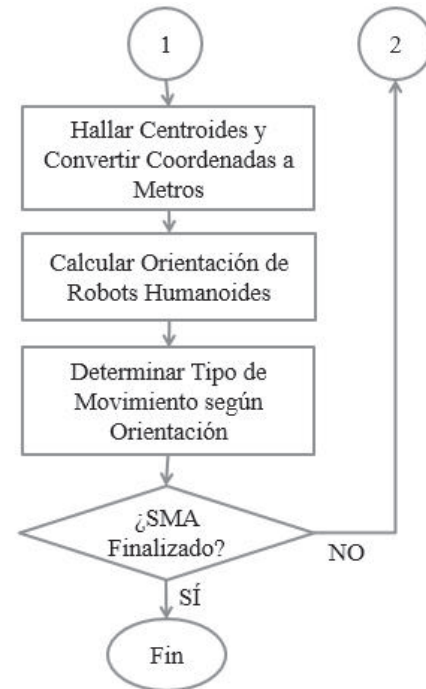 1
2
Hallar Centroides y
Convertir Coordenadas a
Metros
Calcular Orientación de
Robots Humanoides
Determinar Tipo de
Movimiento según
Orientación
¿SMA
Finalizado?
NO
SÍ
Fin